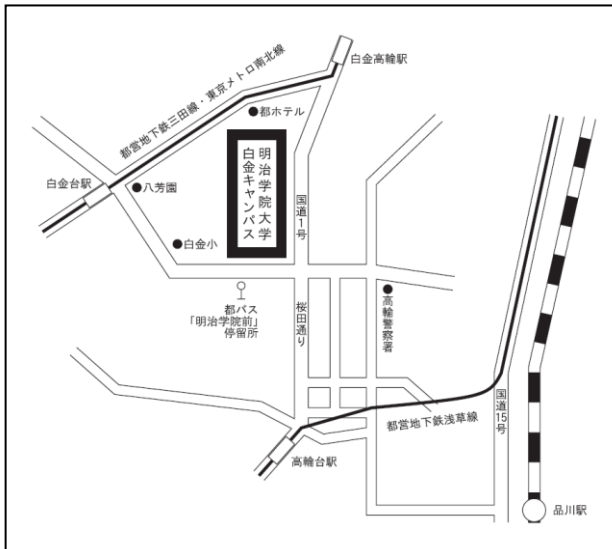 白金高輪駅
都営地下鉄三田線・東京メトロ南北線
都ホテル
明治学院大学
白金キャンパス
白金台駅
八芳園
国道1号
白金小
都バス
「明治学院前」
停留所
桜田通り
高輪警察署
都営地下鉄浅草線
国道15号
高輪台駅
品川駅